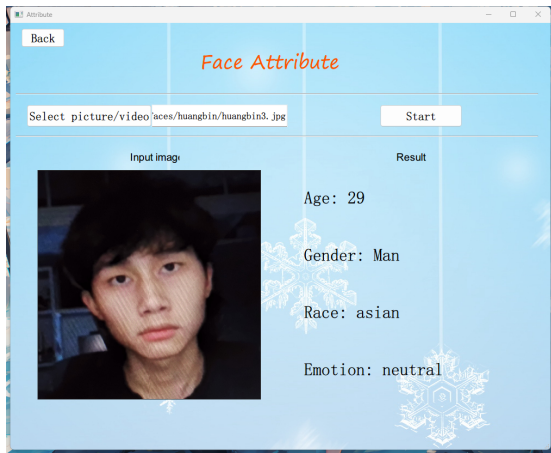 Attribute
Back
Face Attribute
Select picture/video
aces/huangbin/huangbin3.jpg
Start
Input image
Result
Age: 29
Gender: Man
Race: asian
Emotion: neutral